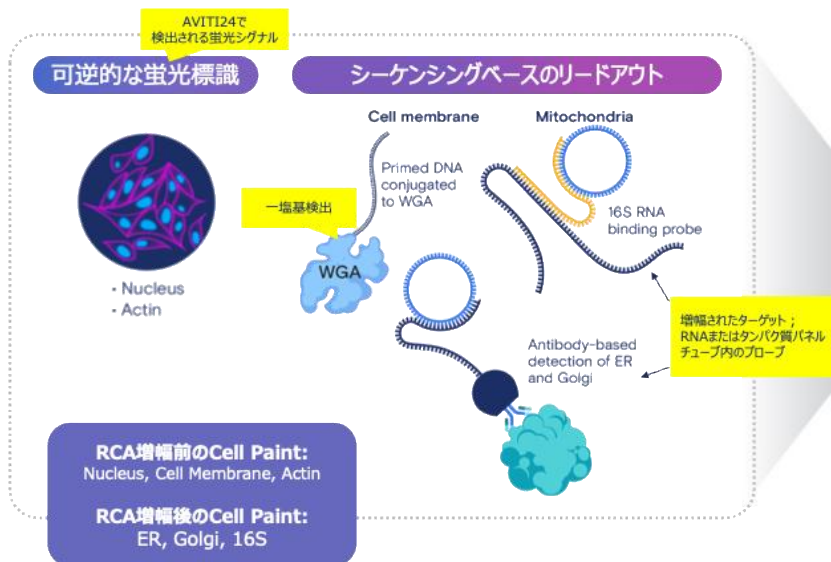 AVITI24で
検出される蛍光シグナル
可逆的な蛍光標識
シーケンシングベースのリードアウト
Cell membrane
Mitochondria
Primed DNA
conjugated
to WGA
一塩基検出
16S RNA
binding probe
WGA
• Nucleus
• Actin
増幅されたターゲット；
RNAまたはタンパク質パネル
チューブ内のプローブ
Antibody-based
detection of ER
and Golgi
RCA増幅前のCell Paint:
Nucleus, Cell Membrane, Actin
RCA増幅後のCell Paint:
ER, Golgi, 16S